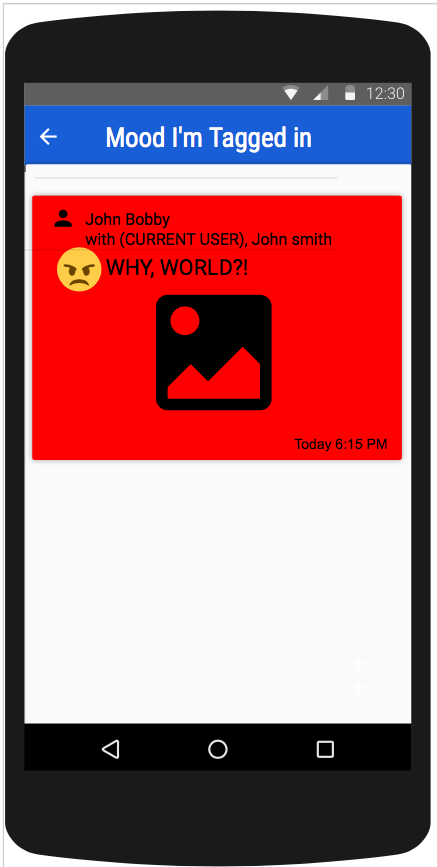 12:30
Mood I'm Tagged in
John Bobby
with (CURRENT USER), John smith
WHY, WORLD?!
Today 6:15 PM